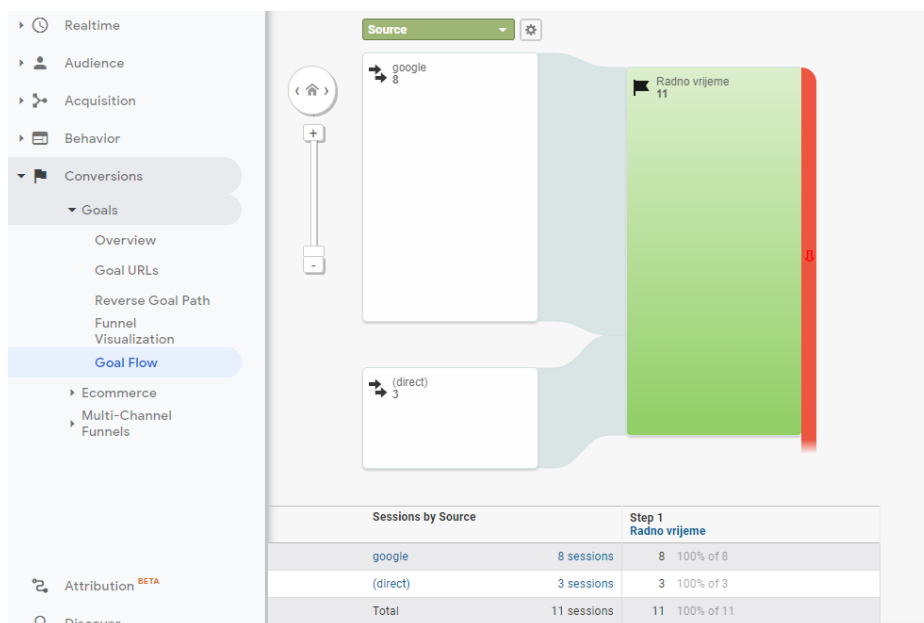 Realtime
Audience
Acquisition
Behavior
Conversions
Goals
Overview
Goal URLs
Reverse Goal Path
Funnel
Visualization
Goal Flow
Ecommerce
Multi-Channel
Funnels
Attribution BETA
Discover
Source
google
8
(direct)
3
Radno vrijeme
11
+
-
Sessions by Source
Step 1
Radno vrijeme
google 8 sessions 8 100% of 8
(direct) 3 sessions 3 100% of 3
Total 11 sessions 11 100% of 11